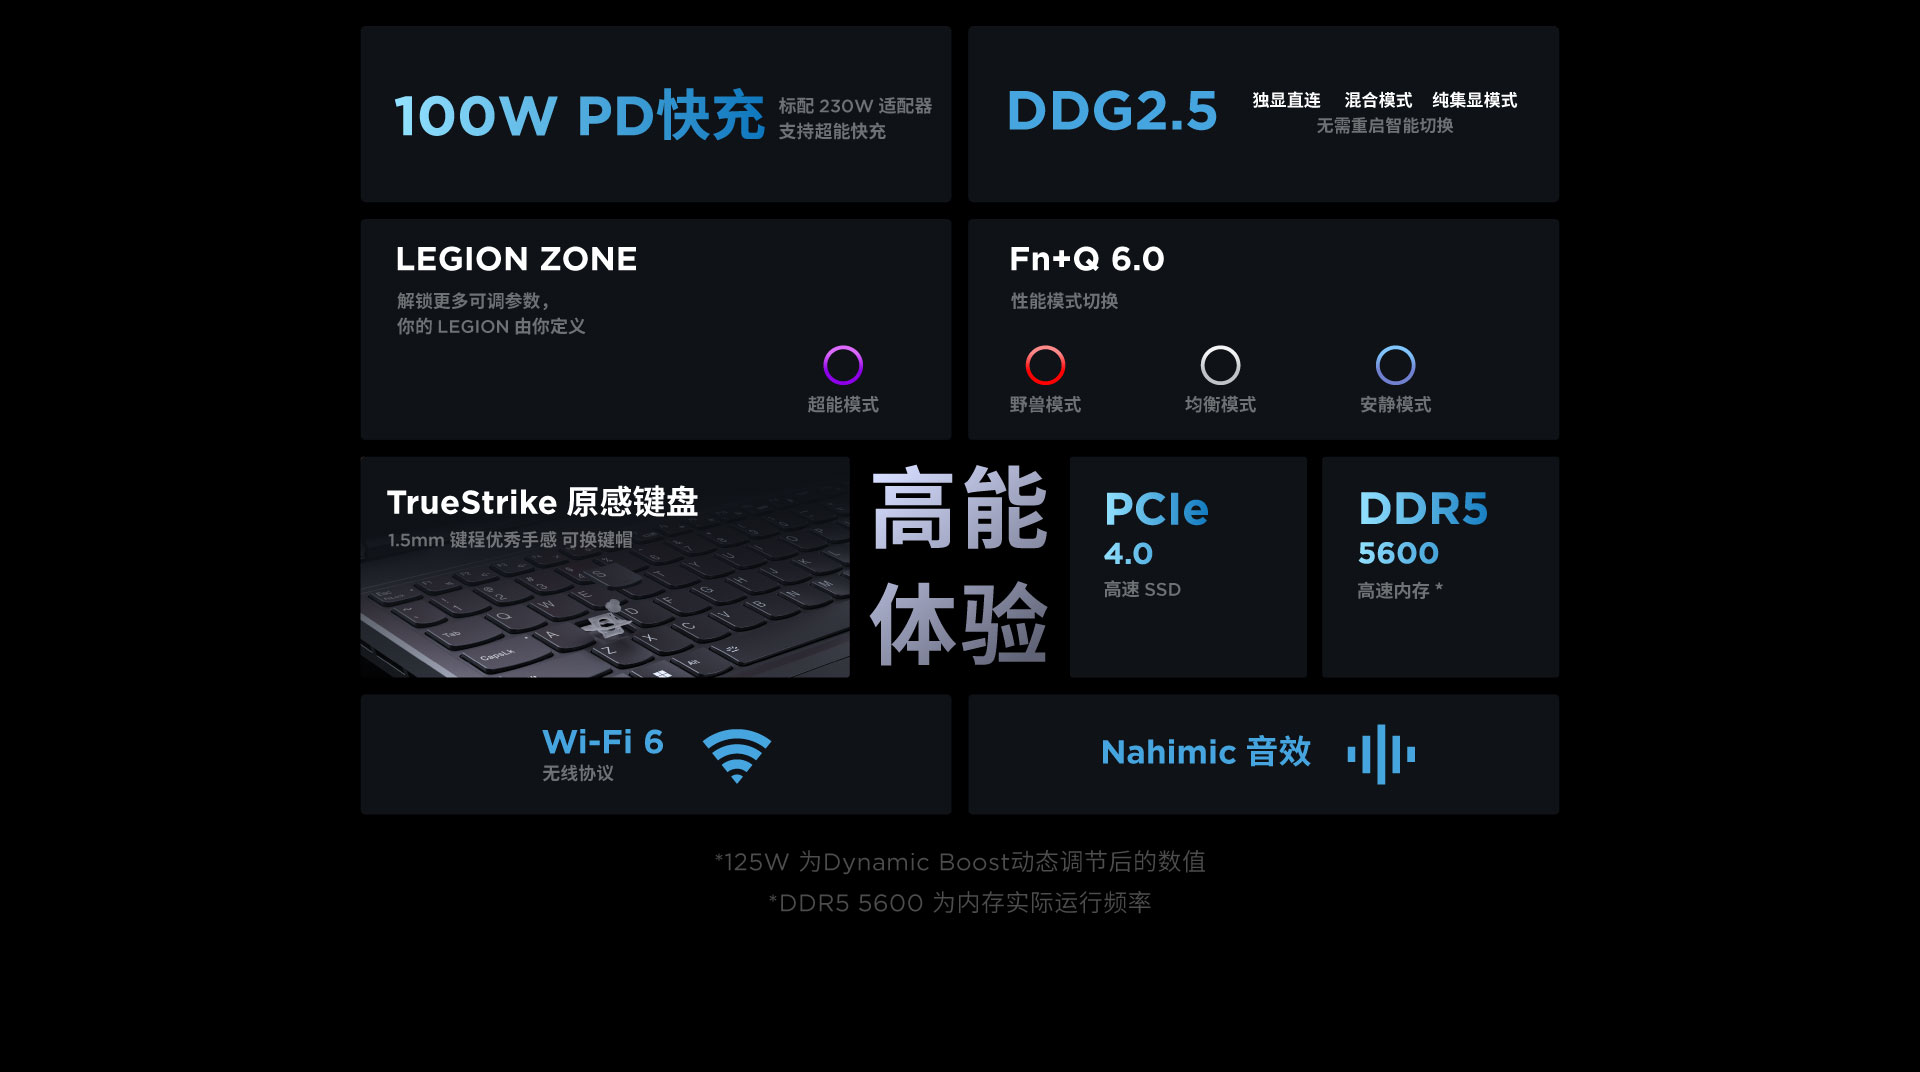 100W PD快充
标配 230W 适配器
支持超能快充
DDG2.5
独显直连 混合模式 纯集显模式
无需重启智能切换
LEGION ZONE
解锁更多可调参数，
你的 LEGION 由你定义
超能模式
Fn+Q 6.0
性能模式切换
野兽模式 均衡模式 安静模式
TrueStrike 原感键盘
1.5mm 键程优秀手感 可换键帽
Tab
CapsLk
Q
W
E
A
D
F
G
H
J
K
Z
X
C
V
B
N
M
Alt
高能
体验
PCIe
4.0
高速 SSD
DDR5
5600
高速内存 *
Wi-Fi 6
无线协议
Nahimic 音效
*125W 为Dynamic Boost动态调节后的数值
*DDR5 5600 为内存实际运行频率